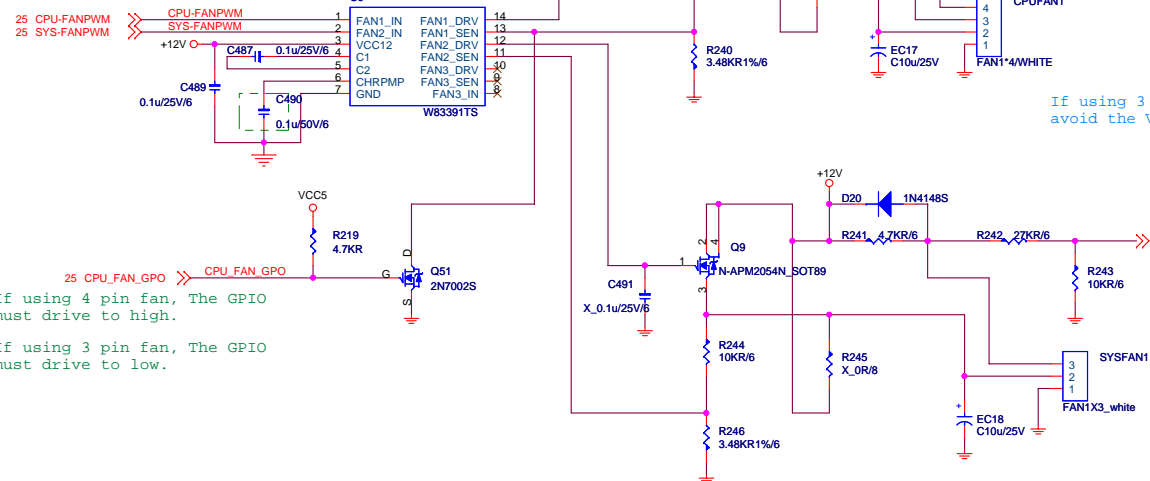 CPUFAN1
25 CPU-FANPWM
CPU-FANPWM
25 SYS-FANPWM
SYS-FANPWM
+12V
1 FAN1_IN FAN1_DRV 14
2 FAN2_IN FAN1_SEN 13
3 VCC12 FAN2_DRV 12
4 C1 FAN2_SEN 11
5 C2 FAN3_DRV 10
6 CHRPMP FAN3_SEN 9
7 GND FAN3_IN 8
W83391TS
C487 0.1u/25V/6
C489
0.1u/25V/6
C490
0.1u/50V/6
R240
3.48KR1%/6
EC17
C10u/25V
4
3
2
1
FAN1*4/WHITE
If using 3
avoid the
VCC5
R219
4.7KR
25 CPU_FAN_GPO
CPU_FAN_GPO
D
G
S
Q51
2N7002S
If using 4 pin fan, The GPIO
must drive to high.
If using 3 pin fan, The GPIO
must drive to low.
+12V
D20 1N4148S
R241 4.7KR/6
R242 27KR/6
R243
10KR/6
2
4
1
3
Q9
N-APM2054N_SOT89
C491
X_0.1u/25V/6
R244
10KR/6
R245
X_0R/8
R246
3.48KR1%/6
SYSFAN1
3
2
1
FAN1X3_white
EC18
C10u/25V